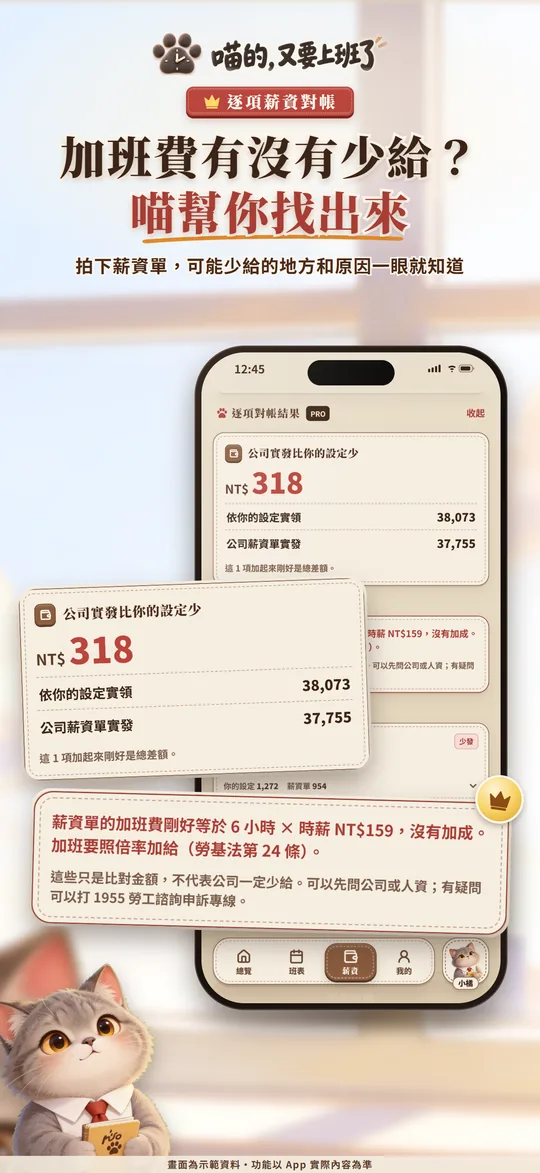 喵的,又要上班了
逐項薪資對帳
加班費有沒有少給？
喵幫你找出來
拍下薪資單，可能少給的地方和原因一眼就知道
12:45
逐項對帳結果 PRO 收起
公司實發比你的設定少
NT$ 318
依你的設定實領 38,073
公司薪資單實發 37,755
這 1 項加起來剛好是總差額。
公司實發比你的設定少
NT$ 318
依你的設定實領 38,073
公司薪資單實發 37,755
這 1 項加起來剛好是總差額。
時薪 NT$159，沒有加成。
）。
可以先問公司或人資；有疑問
少發
你的設定 1,272 薪資單 954
薪資單的加班費剛好等於 6 小時 × 時薪 NT$159，沒有加成。
加班要照倍率加給（勞基法第 24 條）。
這些只是比對金額，不代表公司一定少給。可以先問公司或人資；有疑問
可以打 1955 勞工諮詢申訴專線。
總覽 班表 薪資 我的
小橘
畫面為示範資料・功能以 App 實際內容為準